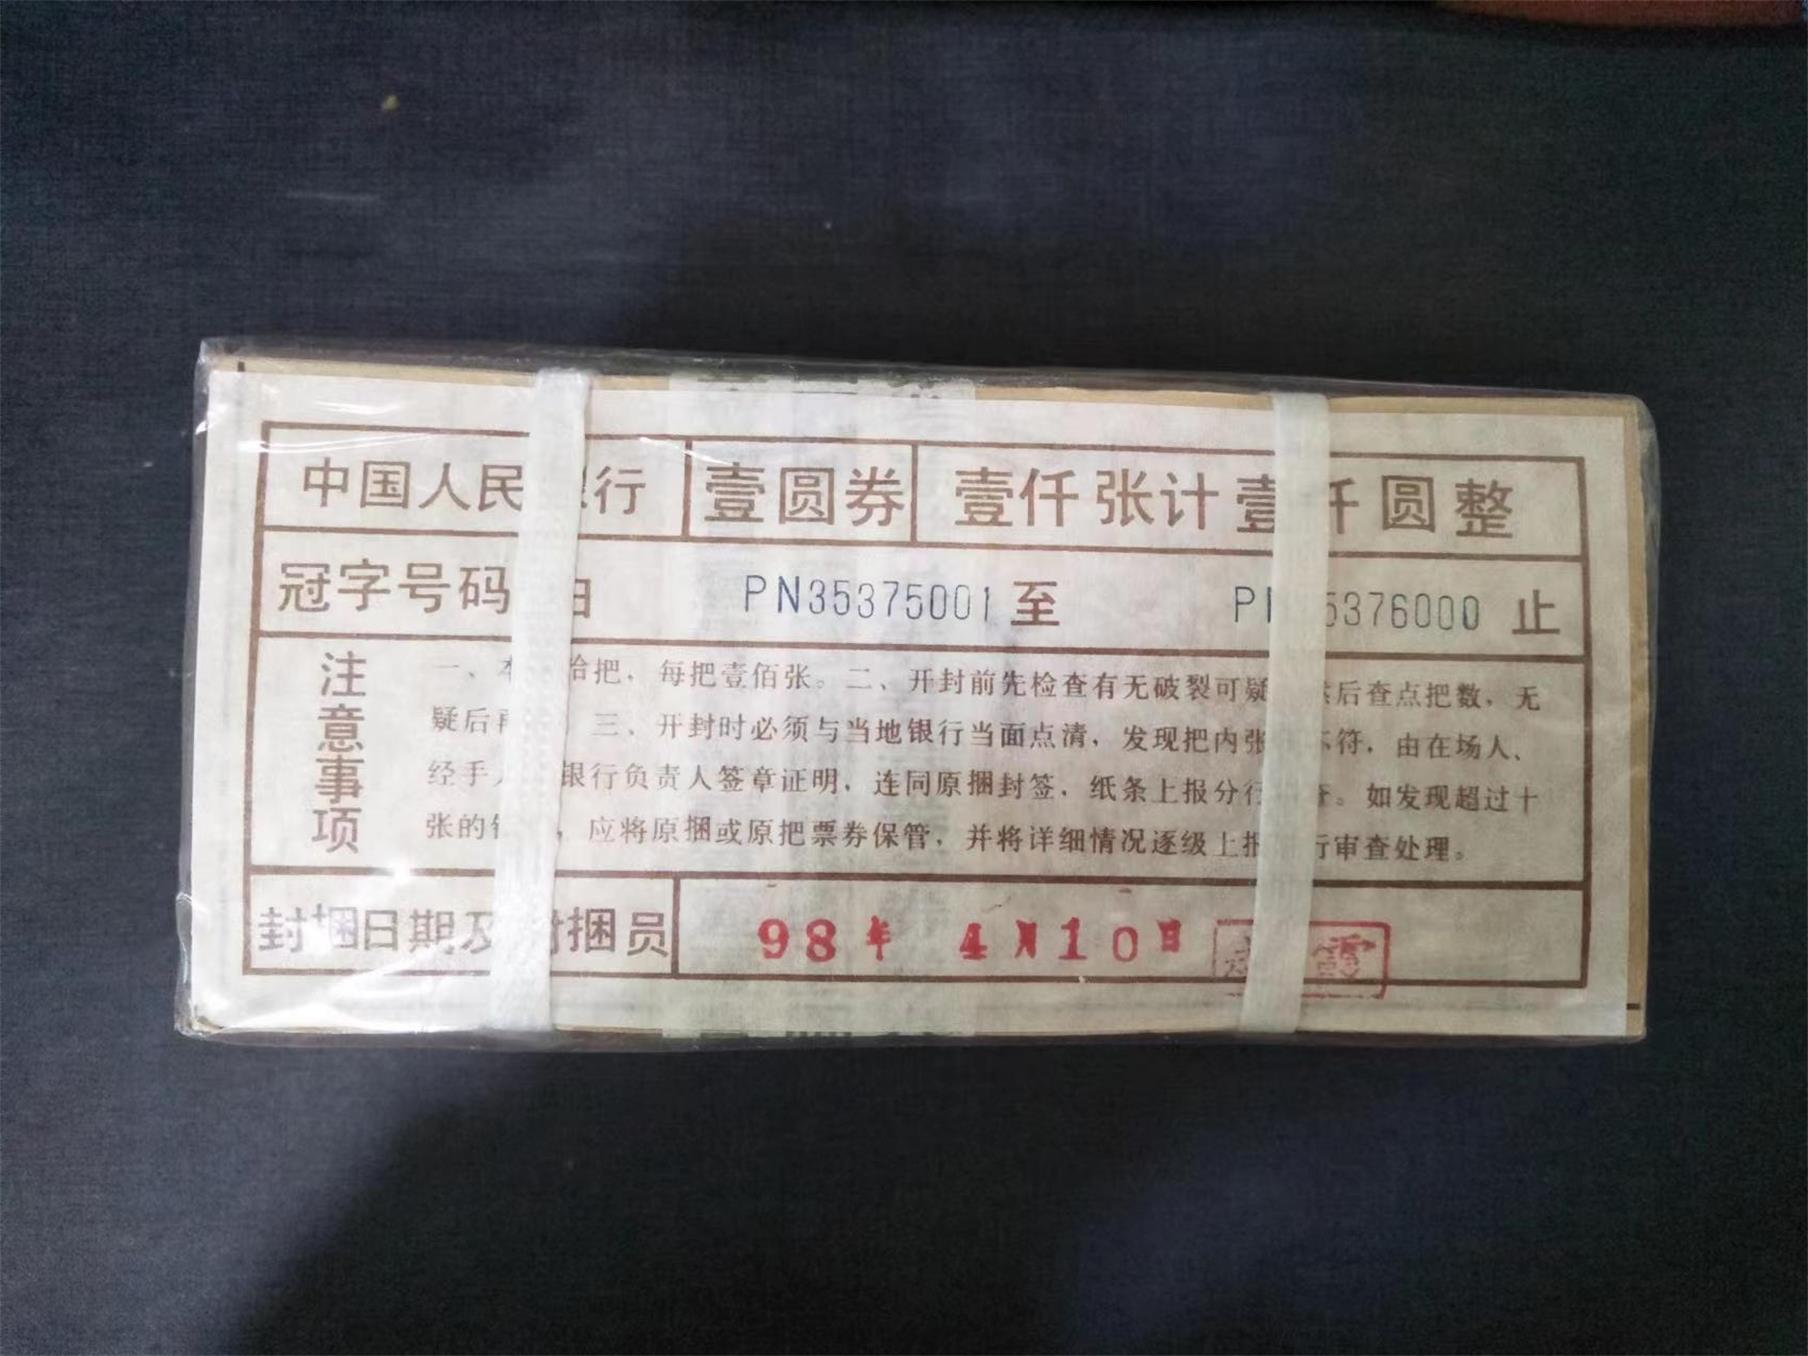 中国人民 行 壹圆券 壹仟张计壹仟圆整
冠字号码 由 PN35375001 至 P 5376000 止
注意事项
一、本 拾把，每把壹佰张。二、开封前先检查有无破裂可疑 然后查点把数，无
疑后再 三、开封时必须与当地银行当面点清，发现把内张 不符，由在场人、
经手人 银行负责人签章证明，连同原捆封签，纸条上报分行 查。如发现超过十
张的 ，应将原捆或原把票券保管，并将详细情况逐级上报 行审查处理。
封捆日期及封捆员 98年 4月10日 霞